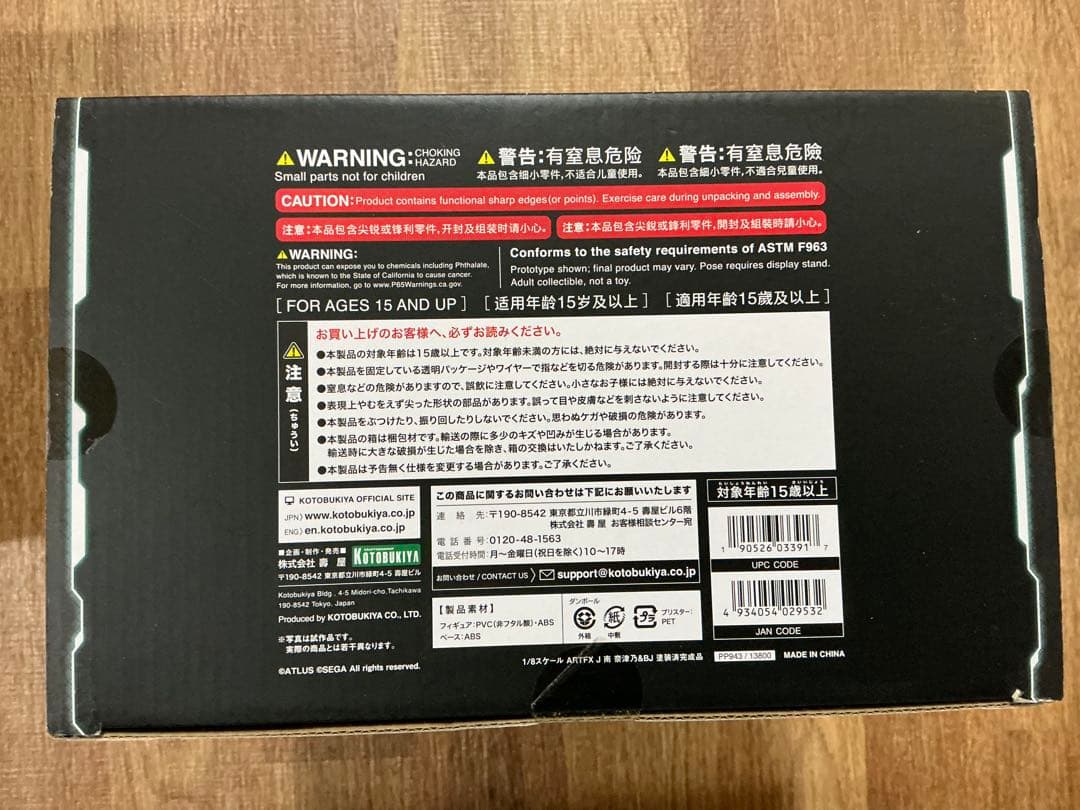 WARNING: CHOKING HAZARD
Small parts not for children
警告:有窒息危险
本品包含细小零件,不适合儿童使用。
警告:有窒息危險
本品包含細小零件,不適合兒童使用。
CAUTION: Product contains functional sharp edges(or points). Exercise care during unpacking and assembly.
注意:本品包含尖锐或锋利零件,开封及组装时请小心。
注意:本品包含尖銳或鋒利零件,開封及組裝時請小心。
WARNING:
This product can expose you to chemicals including Phthalate,
which is known to the State of California to cause cancer.
For more information, go to www.P65Warnings.ca.gov.
Conforms to the safety requirements of ASTM F963
Prototype shown; final product may vary. Pose requires display stand.
Adult collectible, not a toy.
[ FOR AGES 15 AND UP ] [ 适用年龄15岁及以上 ] [ 適用年齡15歲及以上 ]
注意(ちゅうい)
お買い上げのお客様へ、必ずお読みください。
●本製品の対象年齢は15歳以上です。対象年齢未満の方には、絶対に与えないでください。
●本製品を固定している透明パッケージやワイヤーで指などを切る危険があります。開封する際は十分に注意してください。
●窒息などの危険がありますので、誤飲に注意してください。小さなお子様には絶対に与えないでください。
●表現上やむをえず尖った形状の部品があります。誤って目や皮膚などを刺さないように注意してください。
●本製品をぶつけたり、振り回したりしないでください。思わぬケガや破損の危険があります。
●本製品の箱は梱包材です。輸送の際に多少のキズや凹みが生じる場合があります。
輸送時に大きな破損が生じた場合を除き、箱の交換はいたしかねます。ご了承ください。
●本製品は予告無く仕様を変更する場合があります。ご了承ください。
KOTOBUKIYA OFFICIAL SITE
JPN) www.kotobukiya.co.jp
ENG) en.kotobukiya.co.jp
■企画・制作・発売■
株式会社 壽 屋
KOTOBUKIYA
〒190-8542 東京都立川市緑町4-5 壽屋ビル
Kotobukiya Bldg . 4-5 Midori-cho,Tachikawa
190-8542 Tokyo. Japan
Produced by KOTOBUKIYA CO., LTD.
※写真は試作品です。
実際の商品とは若干異なります。
©ATLUS ©SEGA All rights reserved.
この商品に関するお問い合わせは下記にお願いいたします
連絡先:〒190-8542 東京都立川市緑町4-5 壽屋ビル6階
株式会社 壽屋 お客様相談センター宛
電話番号:0120-48-1563
電話受付時間:月〜金曜日(祝日を除く)10〜17時
お問い合わせ / CONTACT US support@kotobukiya.co.jp
【製品素材】
フィギュア:PVC(非フタル酸)・ABS
ベース:ABS
ダンボール
外箱
紙
中敷
プラ
ブリスター:
PET
1/8スケール ARTFX J 南 奈津乃&BJ 塗装済完成品
たいしょうねんれい さいいじょう
対象年齢15歳以上
1 90526 03391 7
UPC CODE
4 934054 029532
JAN CODE
PP943 / 13800
MADE IN CHINA